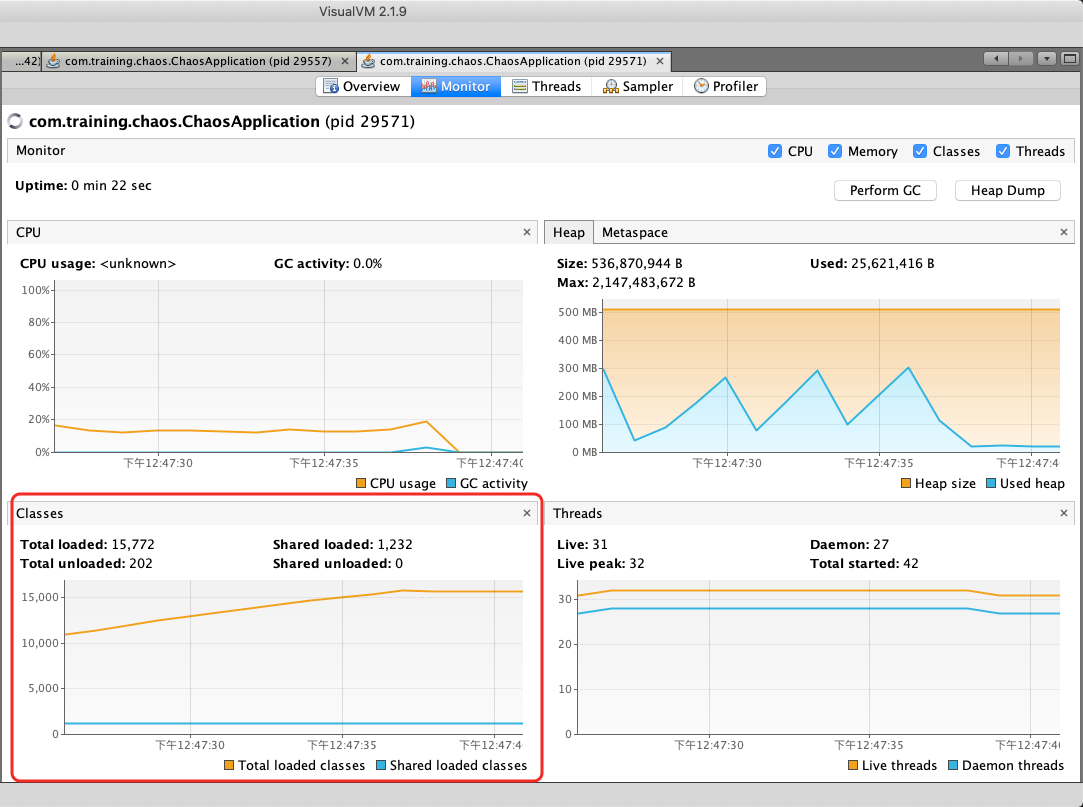 VisualVM 2.1.9
...42) com.training.chaos.ChaosApplication (pid 29557) × com.training.chaos.ChaosApplication (pid 29571) ×
Overview Monitor Threads Sampler Profiler
com.training.chaos.ChaosApplication (pid 29571)
Monitor CPU Memory Classes Threads
Uptime: 0 min 22 sec
Perform GC Heap Dump
CPU ×
CPU usage: <unknown> GC activity: 0.0%
100%
80%
60%
40%
20%
0%
下午12:47:30 下午12:47:35 下午12:47:40
CPU usage GC activity
Heap Metaspace ×
Size: 536,870,944 B Used: 25,621,416 B
Max: 2,147,483,672 B
500 MB
400 MB
300 MB
200 MB
100 MB
0 MB
下午12:47:30 下午12:47:35 下午12:47:4
Heap size Used heap
Classes ×
Total loaded: 15,772 Shared loaded: 1,232
Total unloaded: 202 Shared unloaded: 0
15,000
10,000
5,000
0
下午12:47:30 下午12:47:35 下午12:47:4
Total loaded classes Shared loaded classes
Threads ×
Live: 31 Daemon: 27
Live peak: 32 Total started: 42
30
20
10
0
下午12:47:30 下午12:47:35 下午12:47:4
Live threads Daemon threads